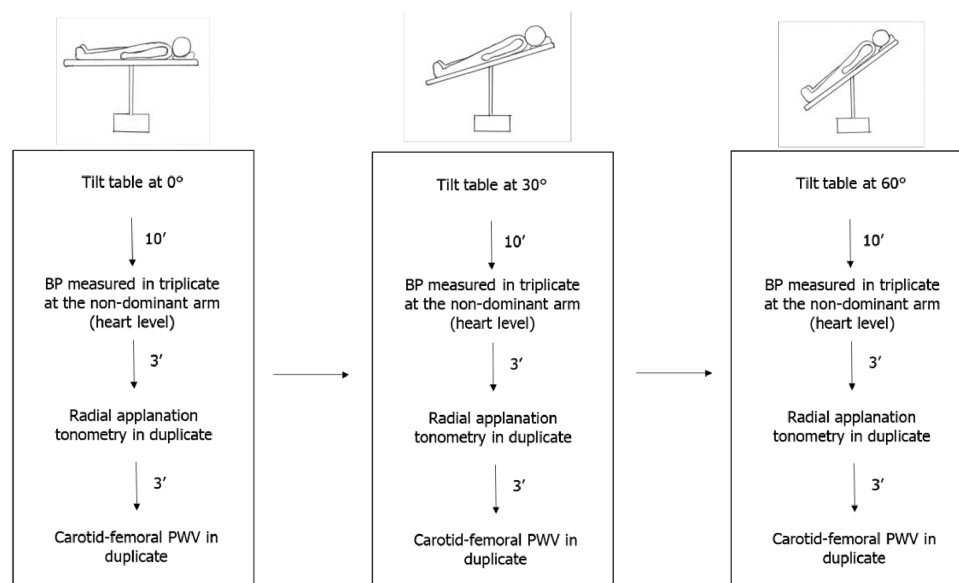 Tilt table at 0°
10’
BP measured in triplicate
at the non-dominant arm
(heart level)
3’
Radial applanation
tonometry in duplicate
3’
Carotid-femoral PWV in
duplicate
Tilt table at 30°
10’
BP measured in triplicate
at the non-dominant arm
(heart level)
3’
Radial applanation
tonometry in duplicate
3’
Carotid-femoral PWV in
duplicate
Tilt table at 60°
10’
BP measured in triplicate
at the non-dominant arm
(heart level)
3’
Radial applanation
tonometry in duplicate
3’
Carotid-femoral PWV in
duplicate